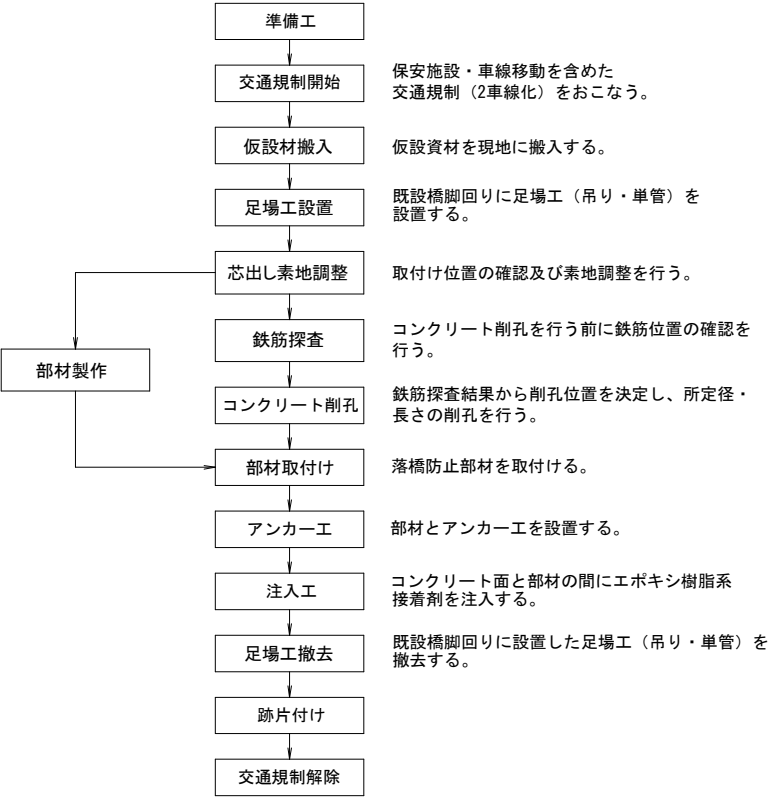 準備工
交通規制開始
保安施設・車線移動を含めた
交通規制（2車線化）をおこなう。
仮設材搬入
仮設資材を現地に搬入する。
足場工設置
既設橋脚回りに足場工（吊り・単管）を
設置する。
芯出し素地調整
取付け位置の確認及び素地調整を行う。
鉄筋探査
コンクリート削孔を行う前に鉄筋位置の確認を
行う。
部材製作
コンクリート削孔
鉄筋探査結果から削孔位置を決定し、所定径・
長さの削孔を行う。
部材取付け
落橋防止部材を取付ける。
アンカー工
部材とアンカー工を設置する。
注入工
コンクリート面と部材の間にエポキシ樹脂系
接着剤を注入する。
足場工撤去
既設橋脚回りに設置した足場工（吊り・単管）を
撤去する。
跡片付け
交通規制解除